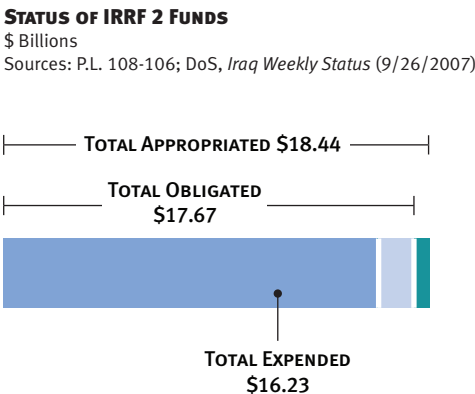 STATUS OF IRRF 2 FUNDS
$ Billions
Sources: P.L. 108-106; DoS, Iraq Weekly Status (9/26/2007)
TOTAL APPROPRIATED $18.44
TOTAL OBLIGATED
$17.67
TOTAL EXPENDED
$16.23